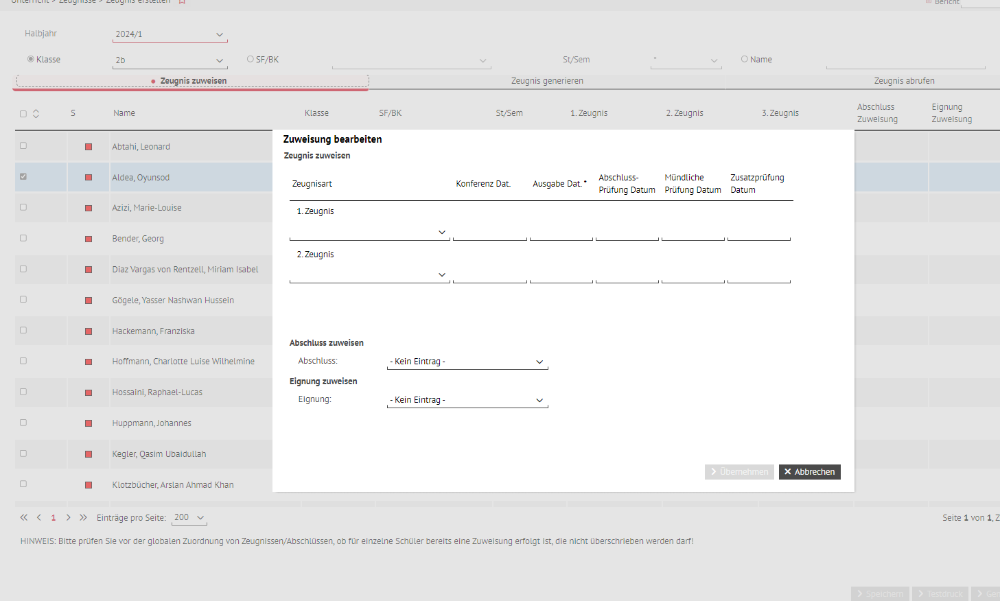 Unterricht > Zeugnisse > Zeugnis erstellen
Bericht
Halbjahr 2024/1
Klasse 2b SF/BK St/Sem * Name
Zeugnis zuweisen Zeugnis generieren Zeugnis abrufen
S Name Klasse SF/BK St/Sem 1. Zeugnis 2. Zeugnis 3. Zeugnis Abschluss Zuweisung Eignung Zuweisung
Abtahi, Leonard
Aldea, Oyunsod
Azizi, Marie-Louise
Bender, Georg
Diaz Vargas von Rentzell, Miriam Isabel
Gögele, Yasser Nashwan Hussein
Hackemann, Franziska
Hoffmann, Charlotte Luise Wilhelmine
Hossaini, Raphael-Lucas
Huppmann, Johannes
Kegler, Qasim Ubaidullah
Klotzbücher, Arslan Ahmad Khan
Zuweisung bearbeiten
Zeugnis zuweisen
Zeugnisart Konferenz Dat. Ausgabe Dat. * Abschluss-Prüfung Datum Mündliche Prüfung Datum Zusatzprüfung Datum
1. Zeugnis
2. Zeugnis
Abschluss zuweisen
Abschluss: - Kein Eintrag -
Eignung zuweisen
Eignung: - Kein Eintrag -
Übernehmen Abbrechen
1 Einträge pro Seite: 200 Seite 1 von 1, Z
HINWEIS: Bitte prüfen Sie vor der globalen Zuordnung von Zeugnissen/Abschlüssen, ob für einzelne Schüler bereits eine Zuweisung erfolgt ist, die nicht überschrieben werden darf!
Speichern Testdruck Ger